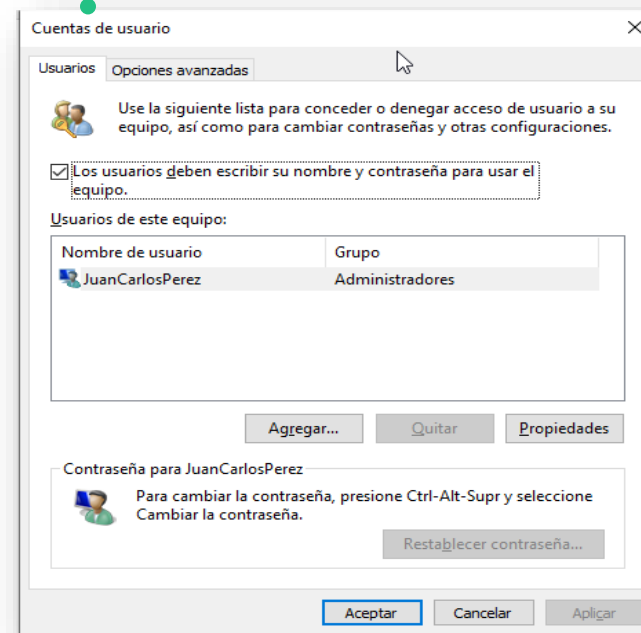 Cuentas de usuario
Usuarios Opciones avanzadas
Use la siguiente lista para conceder o denegar acceso de usuario a su
equipo, así como para cambiar contraseñas y otras configuraciones.
Los usuarios deben escribir su nombre y contraseña para usar el
equipo.
Usuarios de este equipo:
Nombre de usuario Grupo
JuanCarlosPerez Administradores
Agregar... Quitar Propiedades
Contraseña para JuanCarlosPerez
Para cambiar la contraseña, presione Ctrl-Alt-Supr y seleccione
Cambiar la contraseña.
Restablecer contraseña...
Aceptar Cancelar Aplicar